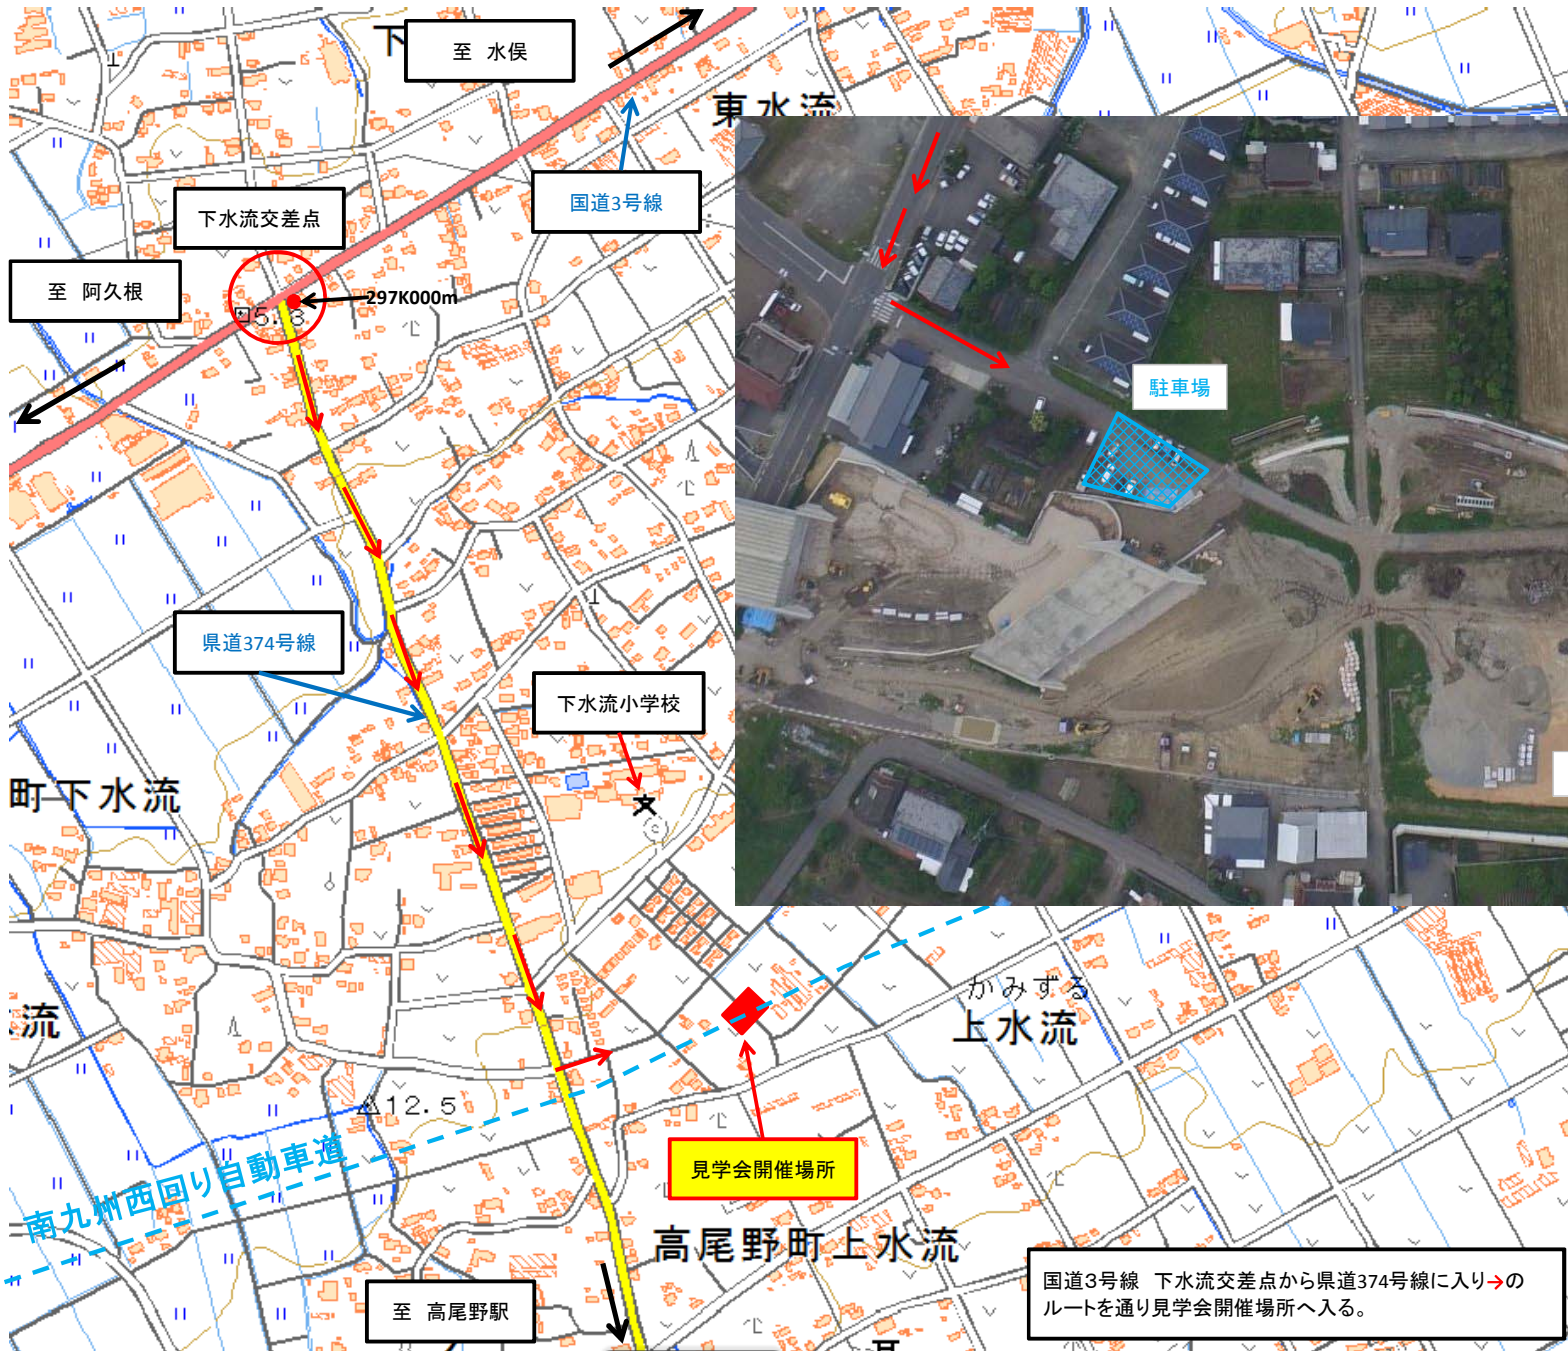 下
至 水俣
東水流
国道3号線
下水流交差点
至 阿久根
297K000m
5.3
駐車場
県道374号線
下水流小学校
町下水流
流
かみずる
上水流
12.5
南九州西回り自動車道
見学会開催場所
高尾野町上水流
至 高尾野駅
国道3号線 下水流交差点から県道374号線に入り→の
ルートを通り見学会開催場所へ入る。